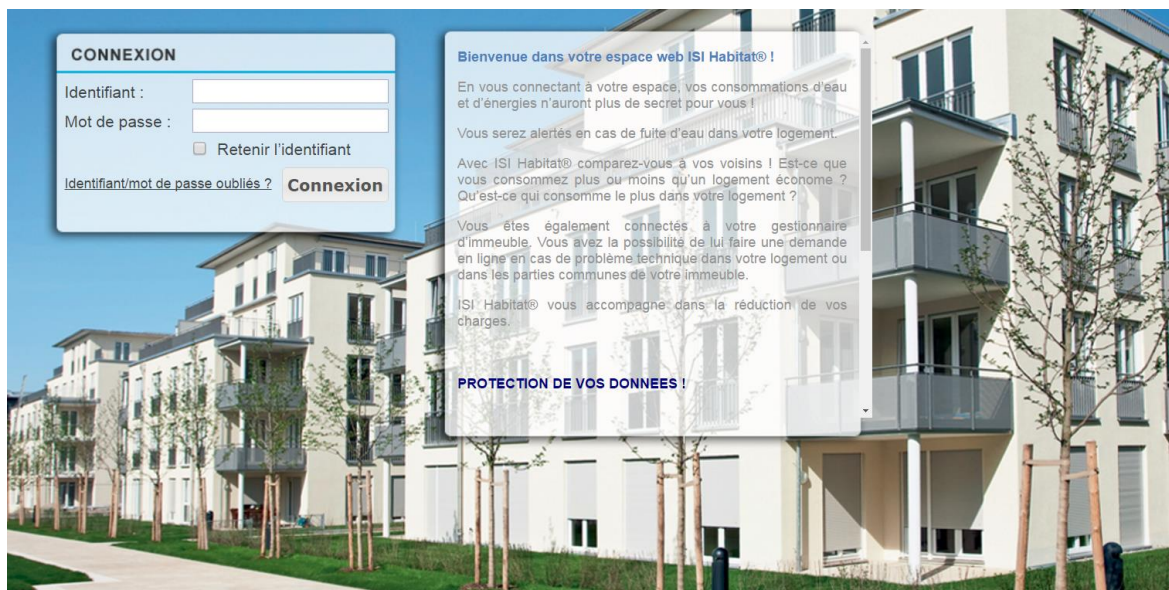 CONNEXION
Identifiant :
Mot de passe :
Retenir l'identifiant
Identifiant/mot de passe oubliés ?
Connexion
Bienvenue dans votre espace web ISI Habitat® !
En vous connectant à votre espace, vos consommations d'eau
et d'énergies n'auront plus de secret pour vous !
Vous serez alertés en cas de fuite d'eau dans votre logement.
Avec ISI Habitat® comparez-vous à vos voisins ! Est-ce que
vous consommez plus ou moins qu'un logement économe ?
Qu'est-ce qui consomme le plus dans votre logement ?
Vous êtes également connectés à votre gestionnaire
d'immeuble. Vous avez la possibilité de lui faire une demande
en ligne en cas de problème technique dans votre logement ou
dans les parties communes de votre immeuble.
ISI Habitat® vous accompagne dans la réduction de vos
charges.
PROTECTION DE VOS DONNEES !